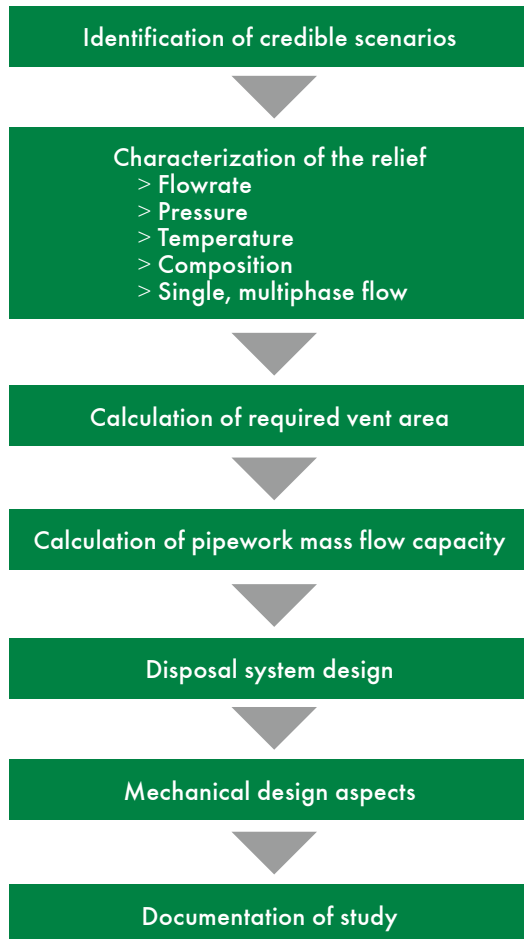 Identification of credible scenarios
Characterization of the relief
> Flowrate
> Pressure
> Temperature
> Composition
> Single, multiphase flow
Calculation of required vent area
Calculation of pipework mass flow capacity
Disposal system design
Mechanical design aspects
Documentation of study